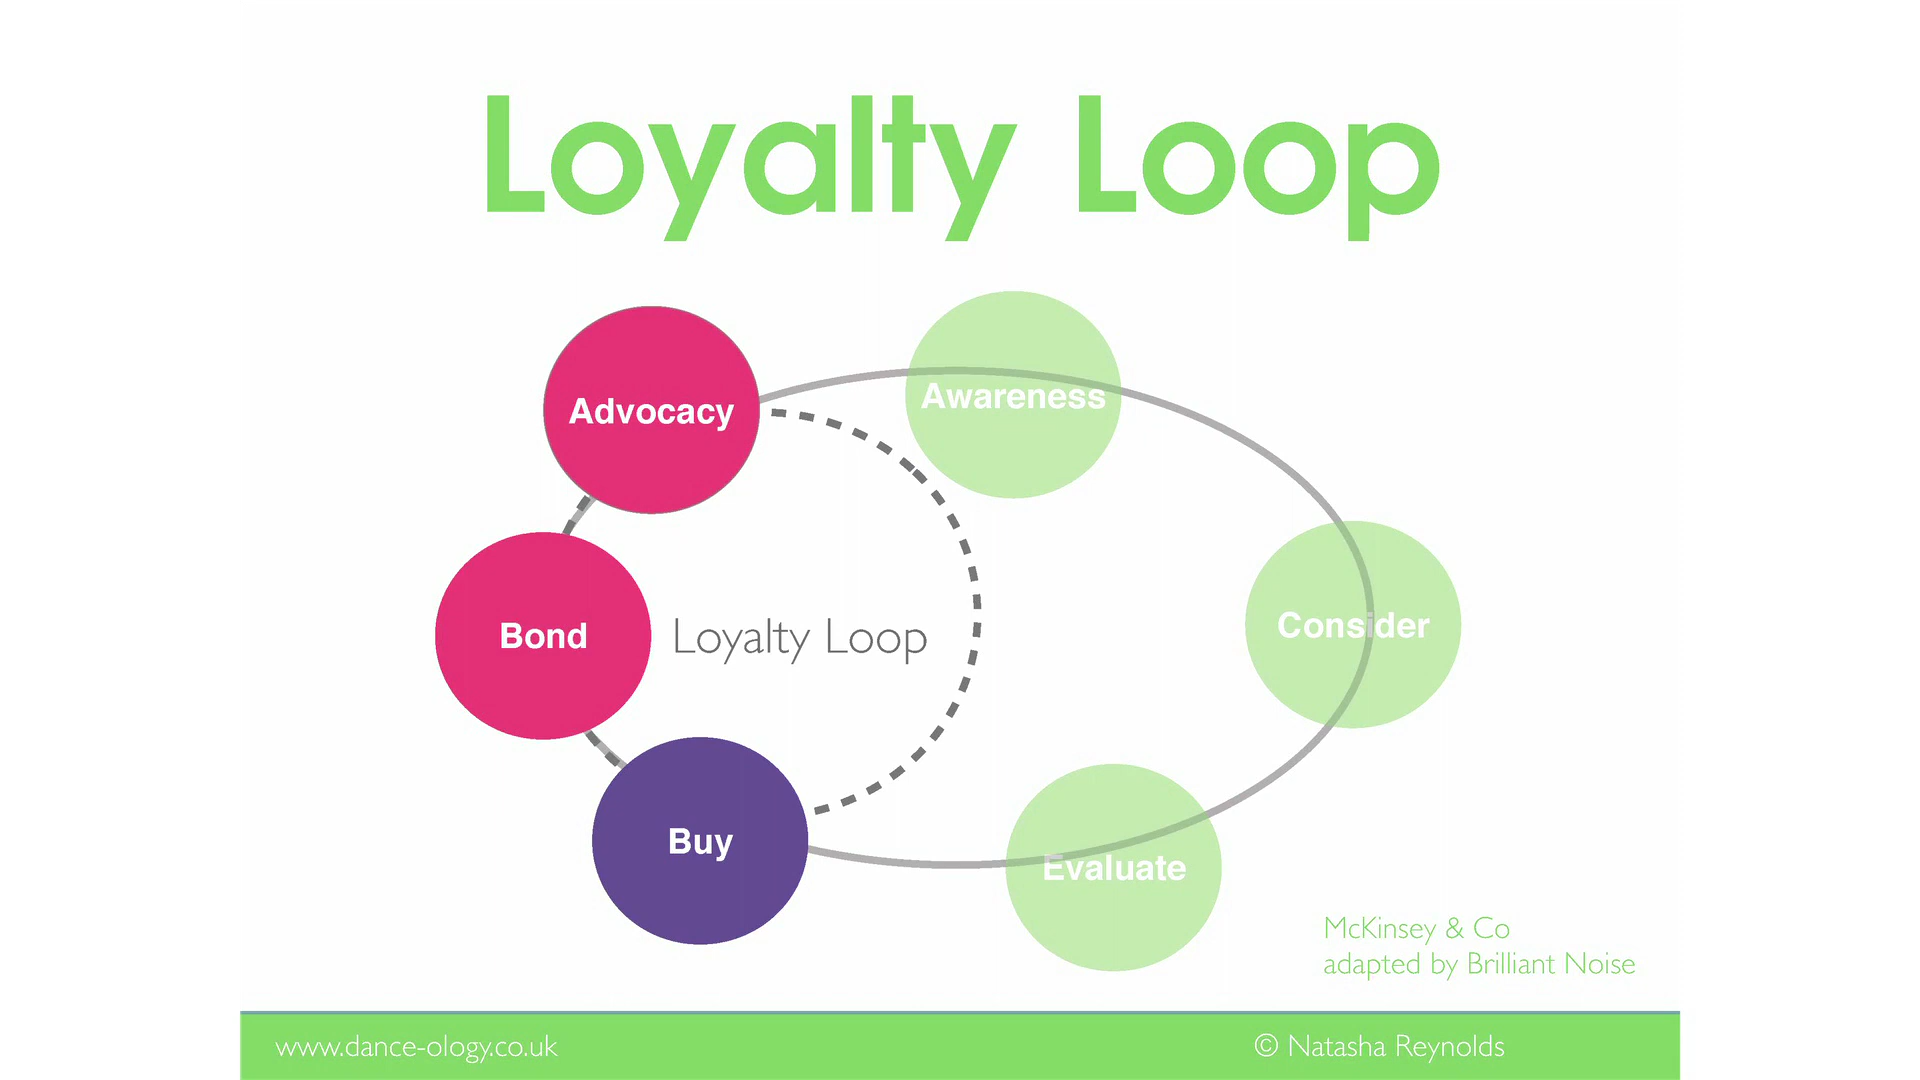 Loyalty Loop
Advocacy
Awareness
Bond
Loyalty Loop
Consider
Buy
Evaluate
McKinsey & Co
adapted by Brilliant Noise
www.dance-ology.co.uk
© Natasha Reynolds